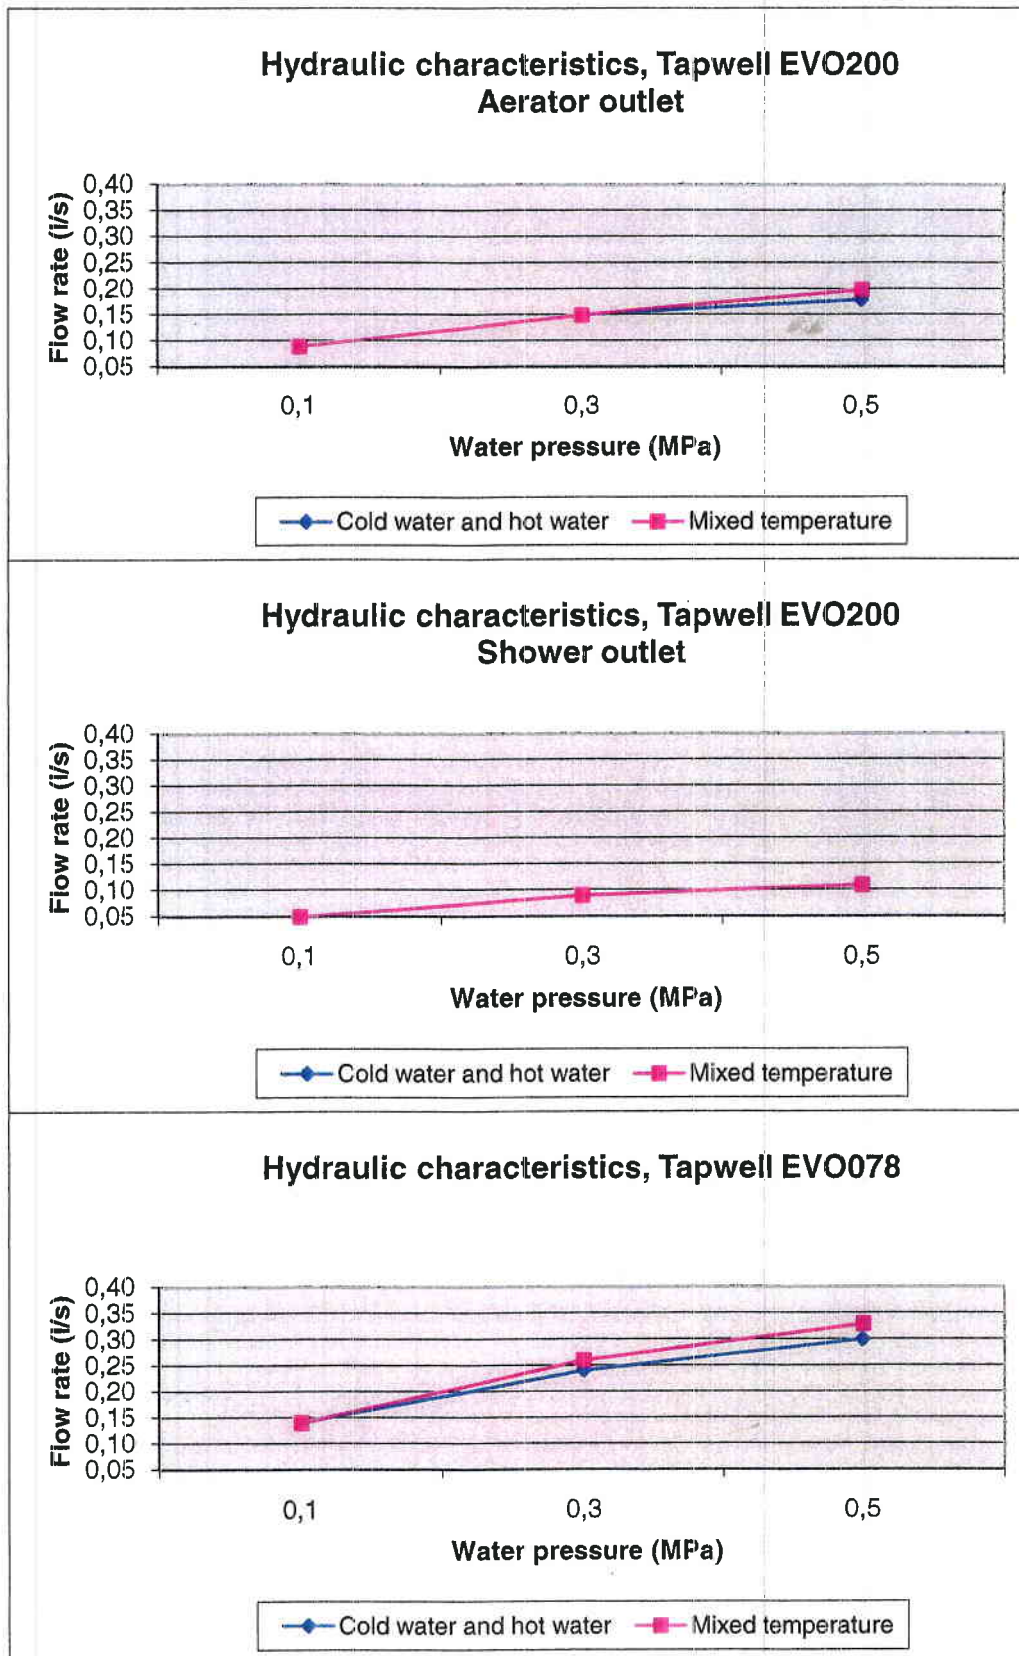 Hydraulic characteristics, Tapwell EVO200
Aerator outlet
Flow rate (l/s)
0,40
0,35
0,30
0,25
0,20
0,15
0,10
0,05
0,1 0,3 0,5
Water pressure (MPa)
Cold water and hot water Mixed temperature
Hydraulic characteristics, Tapwell EVO200
Shower outlet
Flow rate (l/s)
0,40
0,35
0,30
0,25
0,20
0,15
0,10
0,05
0,1 0,3 0,5
Water pressure (MPa)
Cold water and hot water Mixed temperature
Hydraulic characteristics, Tapwell EVO078
Flow rate (l/s)
0,40
0,35
0,30
0,25
0,20
0,15
0,10
0,05
0,1 0,3 0,5
Water pressure (MPa)
Cold water and hot water Mixed temperature